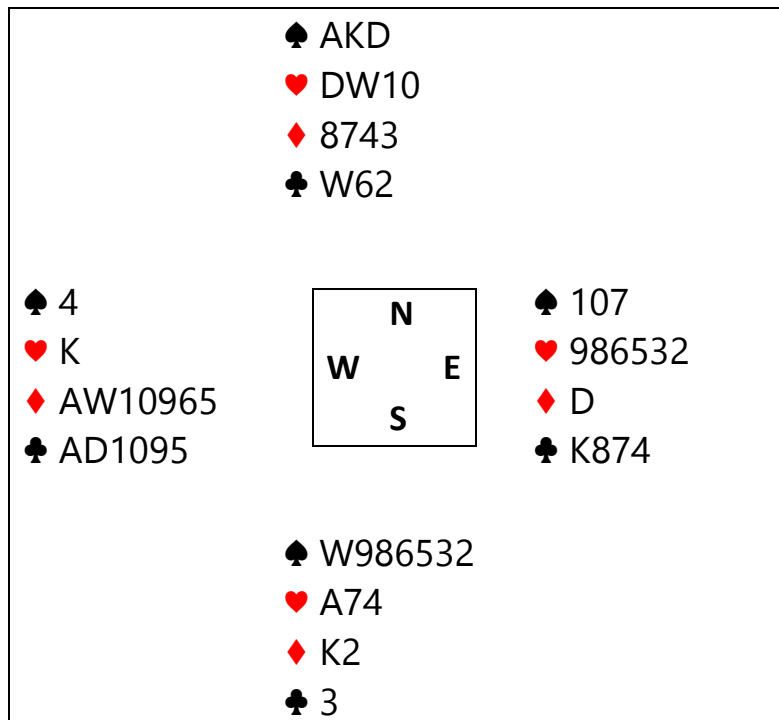 ♠ AKD
♥ DW10
♦ 8743
♣ W62
♠ 4
♥ K
♦ AW10965
♣ AD1095
N
W E
S
♠ 107
♥ 986532
♦ D
♣ K874
♠ W986532
♥ A74
♦ K2
♣ 3